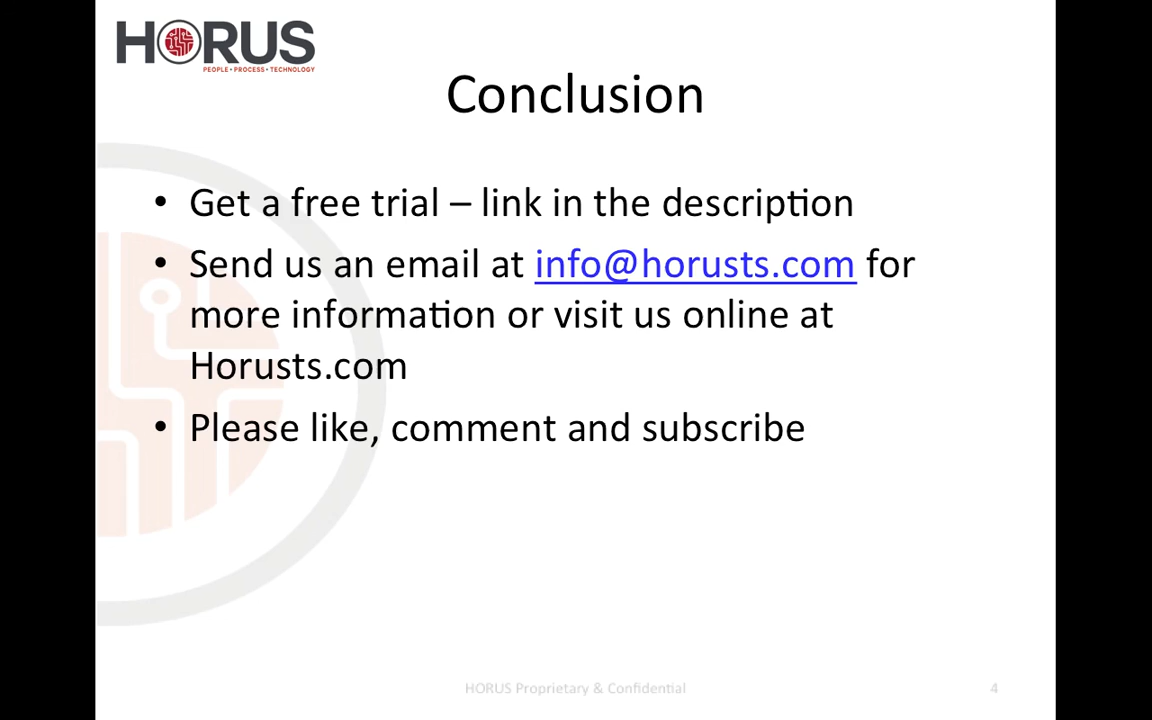 HORUS
PEOPLE • PROCESS • TECHNOLOGY
Conclusion
• Get a free trial – link in the description
• Send us an email at info@horusts.com for
more information or visit us online at
Horusts.com
• Please like, comment and subscribe
HORUS Proprietary & Confidential
4